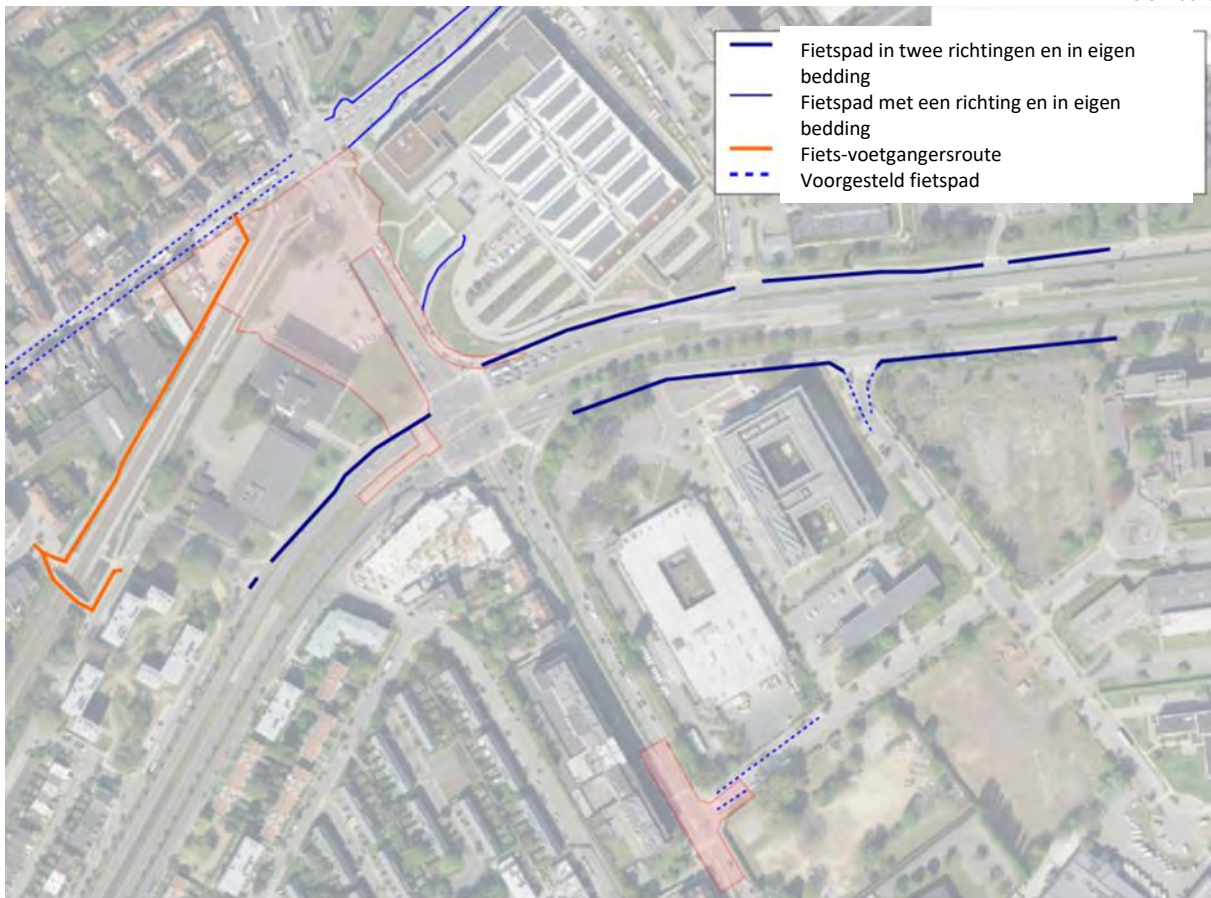 Fietspad in twee richtingen en in eigen
bedding
Fietspad met een richting en in eigen
bedding
Fiets-voetgangersroute
Voorgesteld fietspad